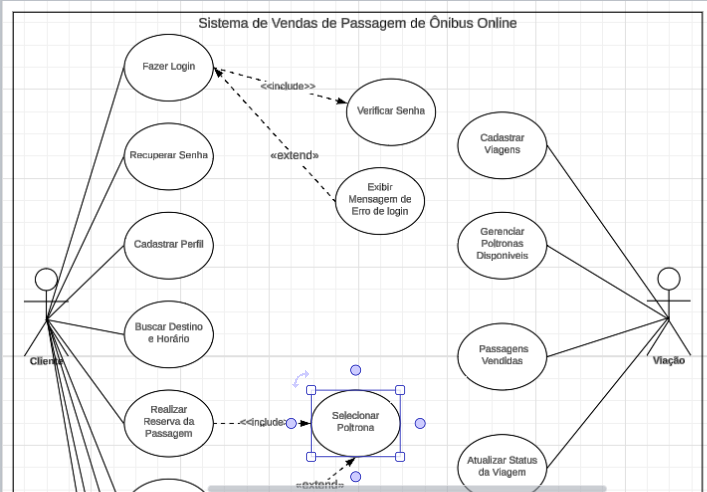 Sistema de Vendas de Passagem de Ônibus Online
Fazer Login
<<include>>
Verificar Senha
Cadastrar
Viagens
Recuperar Senha
«extend»
Exibir
Mensagem de
Erro de login
Cadastrar Perfil
Gerenciar
Poltronas
Disponíveis
Buscar Destino
e Horário
Cliente
Passagens
Vendidas
Viação
Realizar
Reserva da
Passagem
<<include>>
Selecionar
Poltrona
Atualizar Status
da Viagem
«extend»